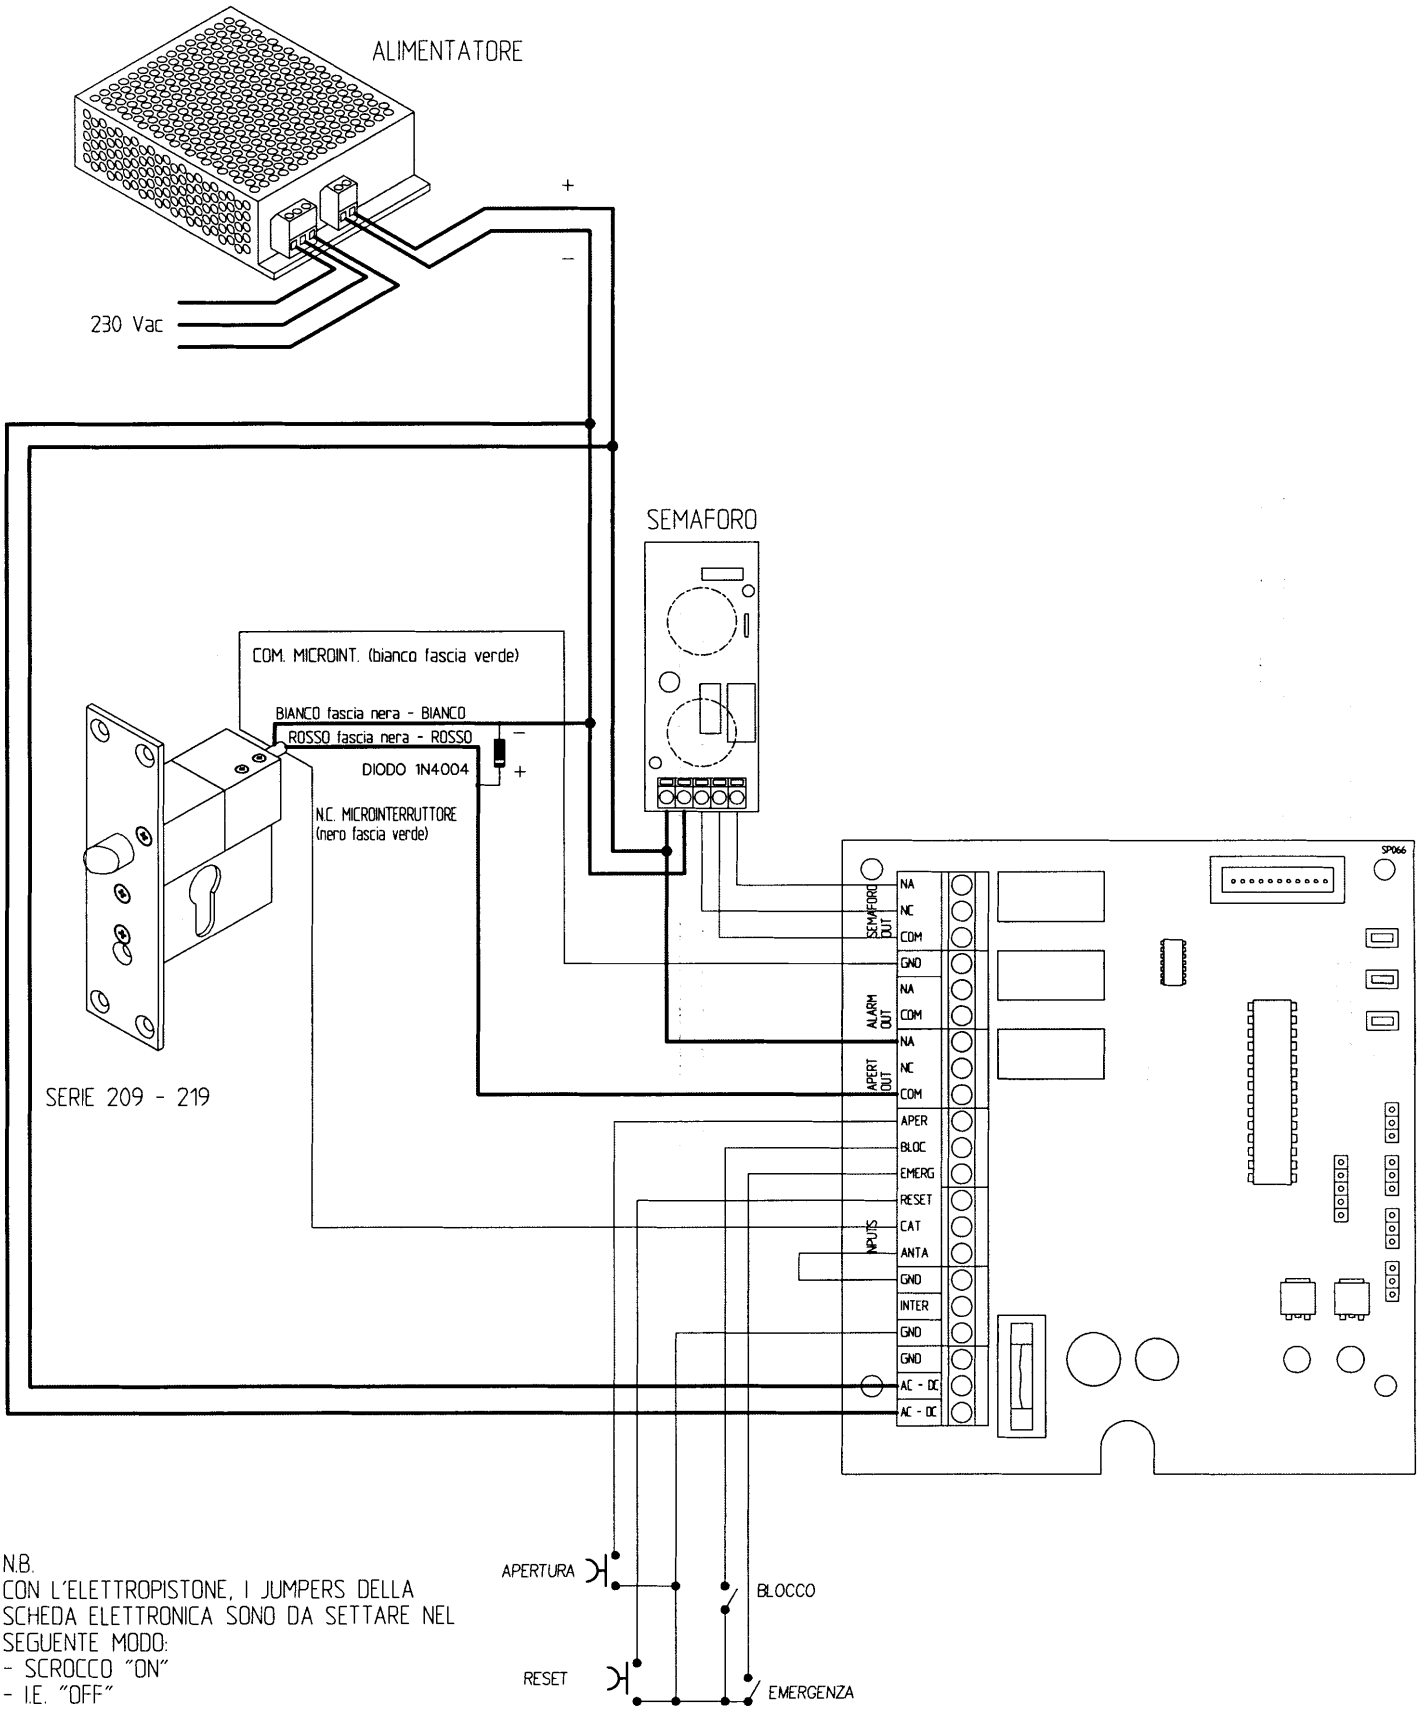 ALIMENTATORE
+
-
230 Vac
SEMAFORO
COM. MICROINT. (bianco fascia verde)
BIANCO fascia nera - BIANCO
ROSSO fascia nera - ROSSO
-
DIODO 1N4004
+
N.C. MICROINTERRUTTORE
(nero fascia verde)
SERIE 209 - 219
SP066
SEMAFORO
OUT
NA
NC
COM
GND
ALARM
OUT
NA
COM
APERT
OUT
NA
NC
COM
APER
BLOC
EMERG
RESET
INPUTS
CAT
ANTA
GND
INTER
GND
GND
AC - DC
AC - DC
APERTURA
BLOCCO
RESET
EMERGENZA
N.B.
CON L'ELETTROPISTONE, I JUMPERS DELLA
SCHEDA ELETTRONICA SONO DA SETTARE NEL
SEGUENTE MODO:
- SCROCCO "ON"
- I.E. "OFF"